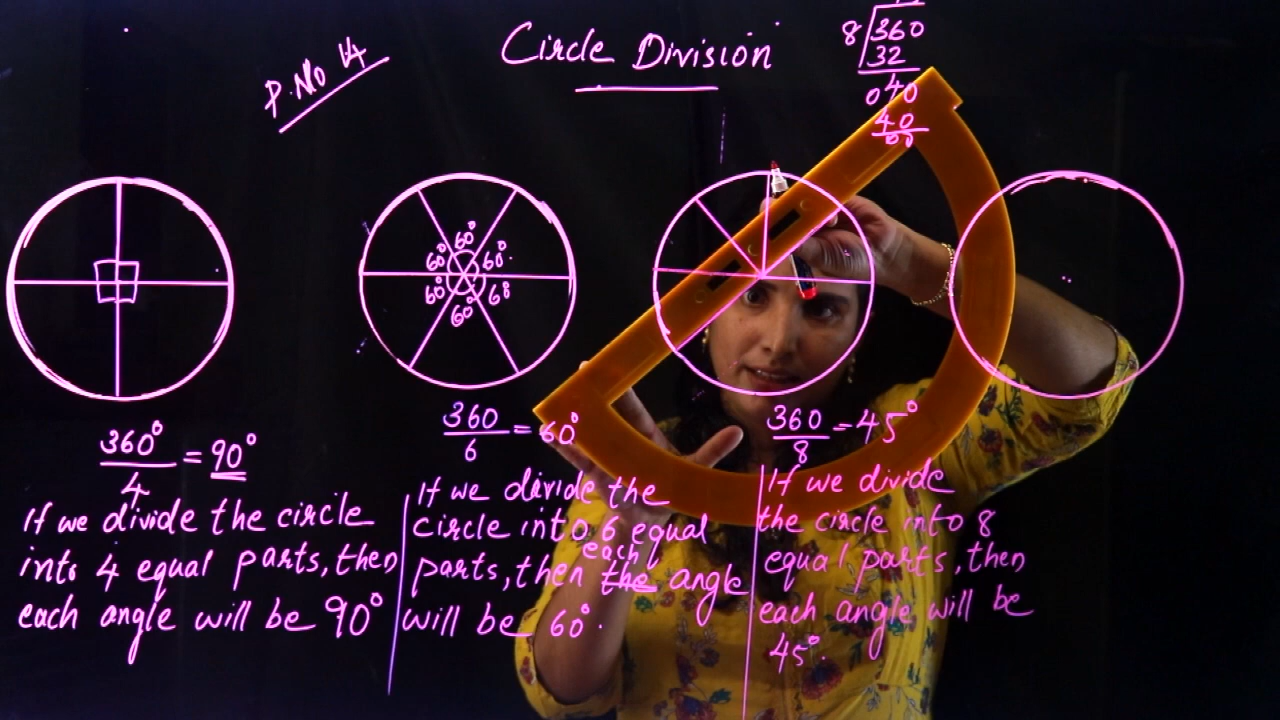 P.No 14
Circle Division
8 360
32
040
40
00
60°
60° 60°
60° 60°
60°
360°/4 = 90°
If we divide the circle
into 4 equal parts, then
each angle will be 90°
360/6 = 60°
If we divide the
circle into 6 equal
each
parts, then the angle
will be 60°.
360/8 = 45°
If we divide
the circle into 8
equal parts, then
each angle will be
45°.